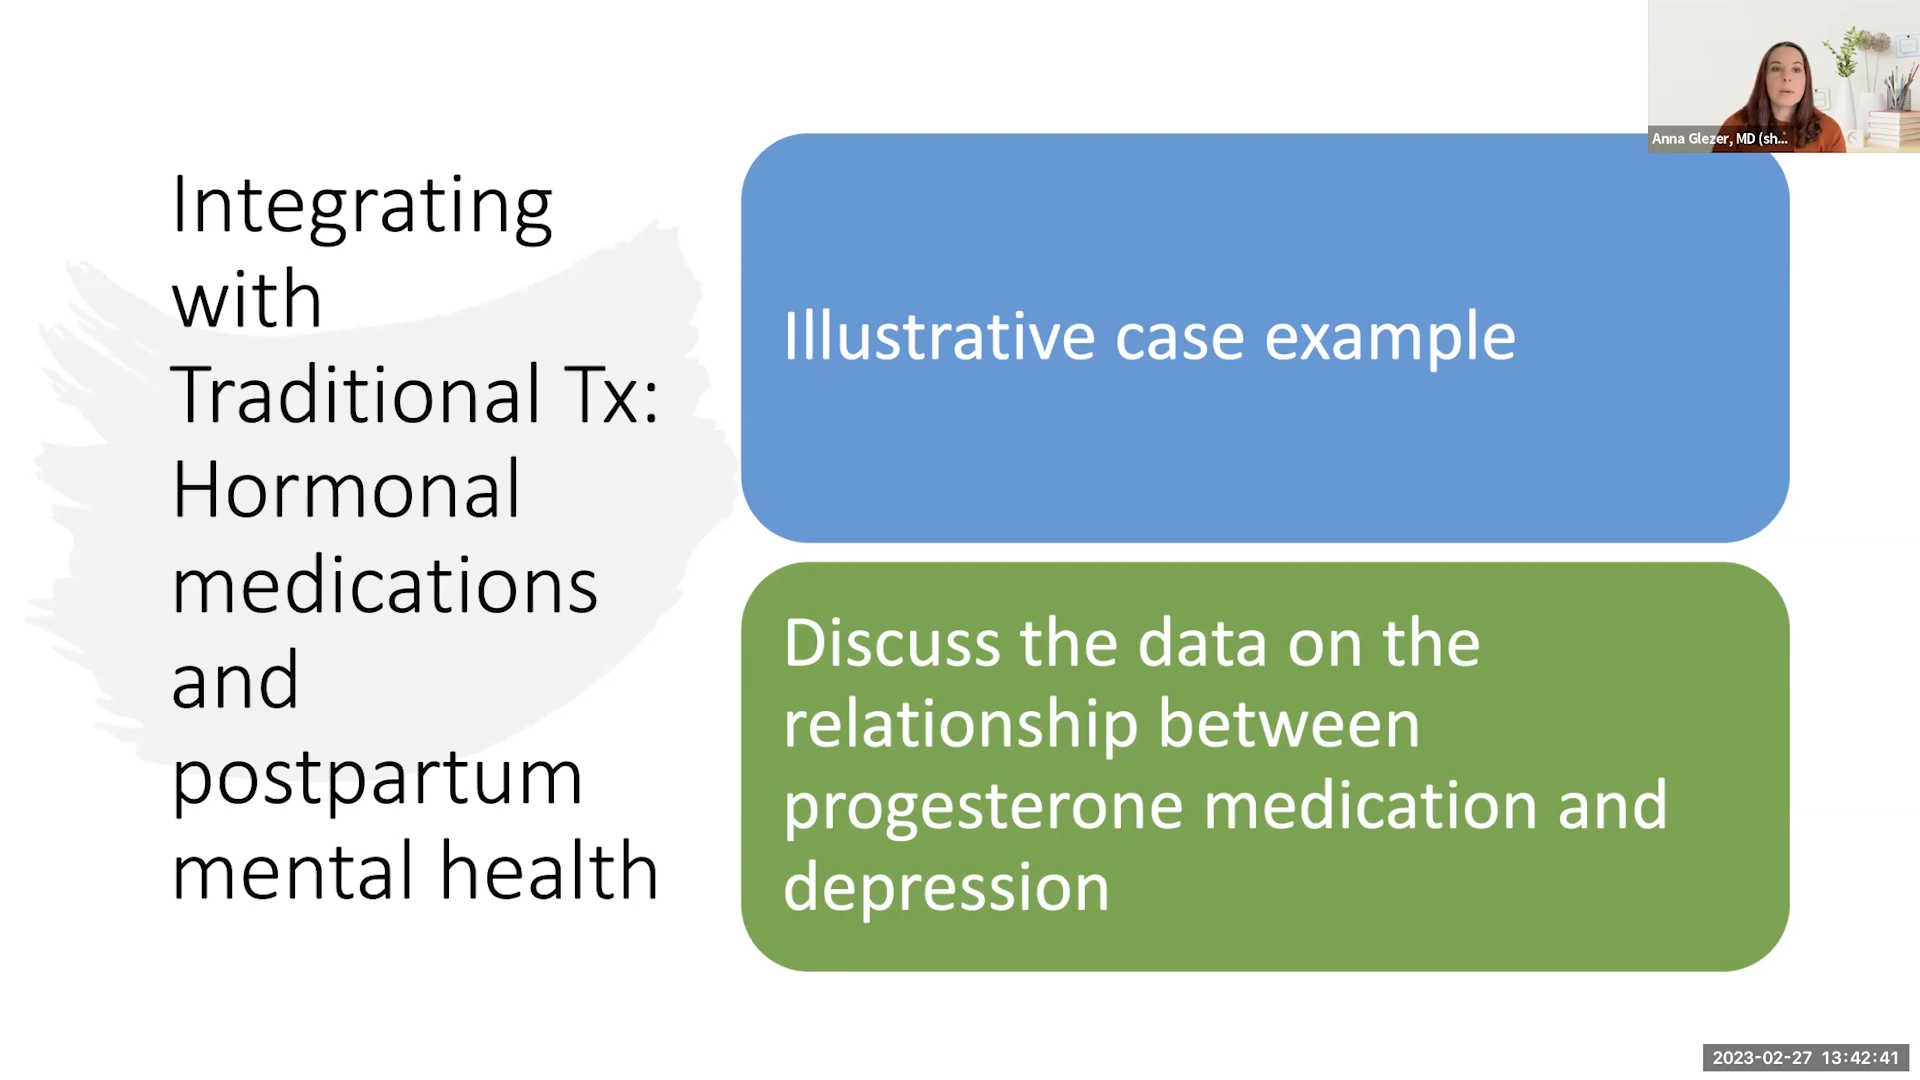 Integrating
with
Traditional Tx:
Hormonal
medications
and
postpartum
mental health
Illustrative case example
Discuss the data on the
relationship between
progesterone medication and
depression
Anna Glezer, MD (sh...
2023-02-27 13:42:41